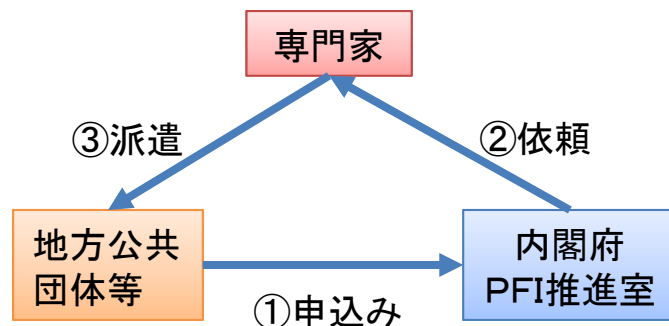 専門家
③派遣
②依頼
地方公共
団体等
内閣府
PFI推進室
①申込み